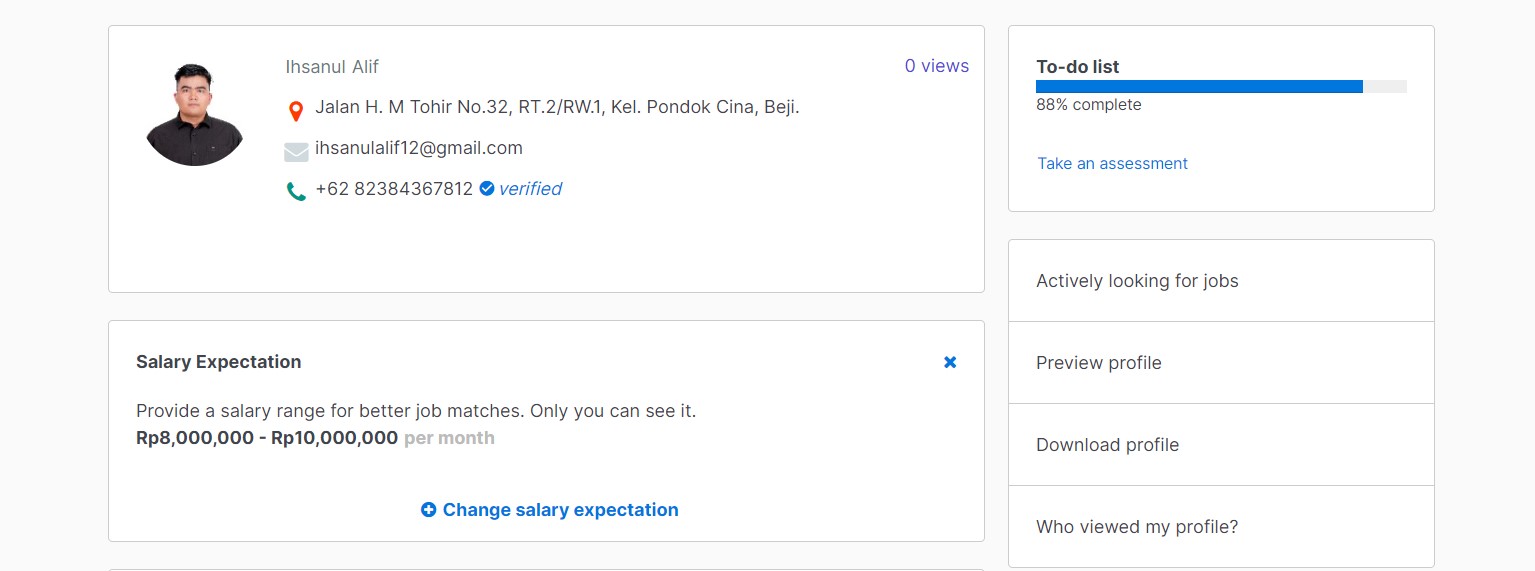 Ihsanul Alif
0 views
Jalan H. M Tohir No.32, RT.2/RW.1, Kel. Pondok Cina, Beji.
ihsanulalif12@gmail.com
+62 82384367812 verified
Salary Expectation
Provide a salary range for better job matches. Only you can see it.
Rp8,000,000 - Rp10,000,000 per month
Change salary expectation
To-do list
88% complete
Take an assessment
Actively looking for jobs
Preview profile
Download profile
Who viewed my profile?